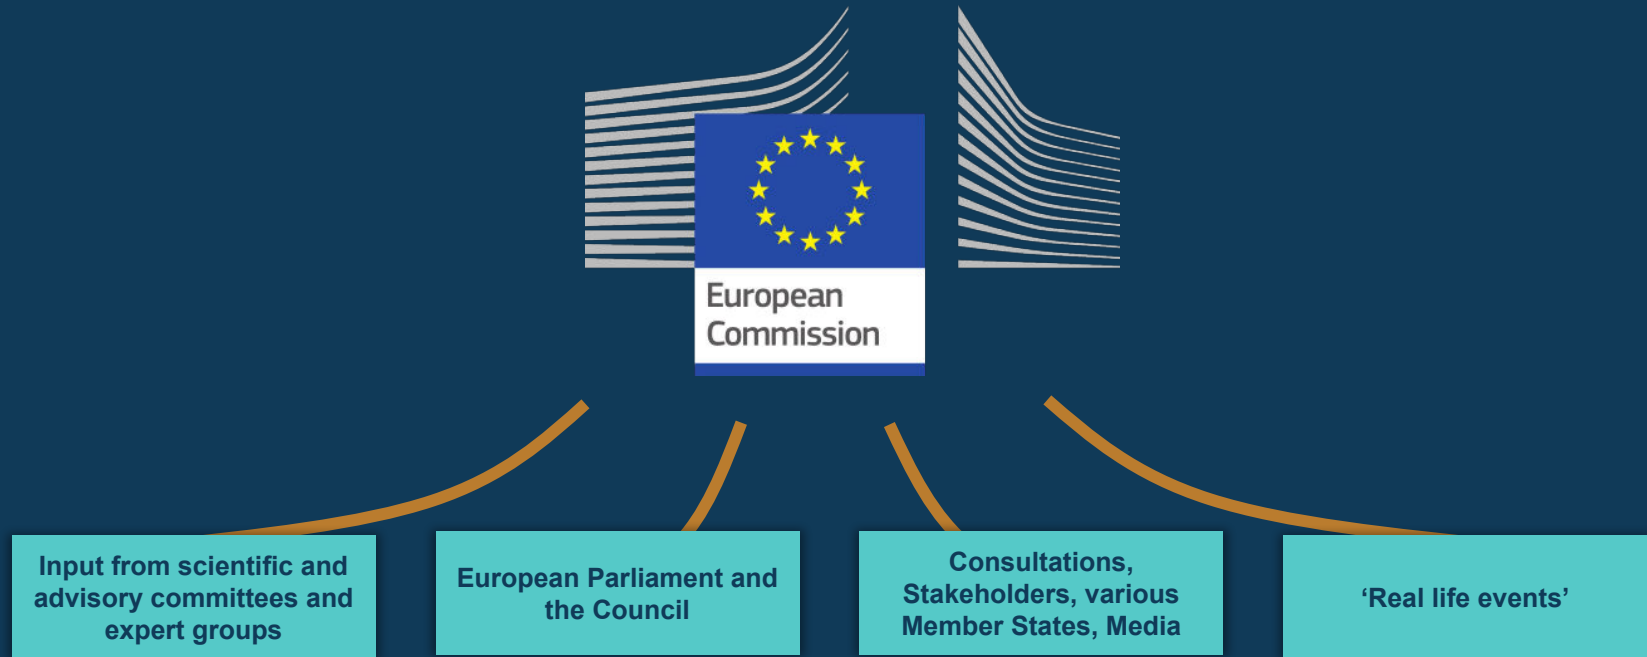 European
Commission
Input from scientific and
advisory committees and
expert groups
European Parliament and
the Council
Consultations,
Stakeholders, various
Member States, Media
‘Real life events’